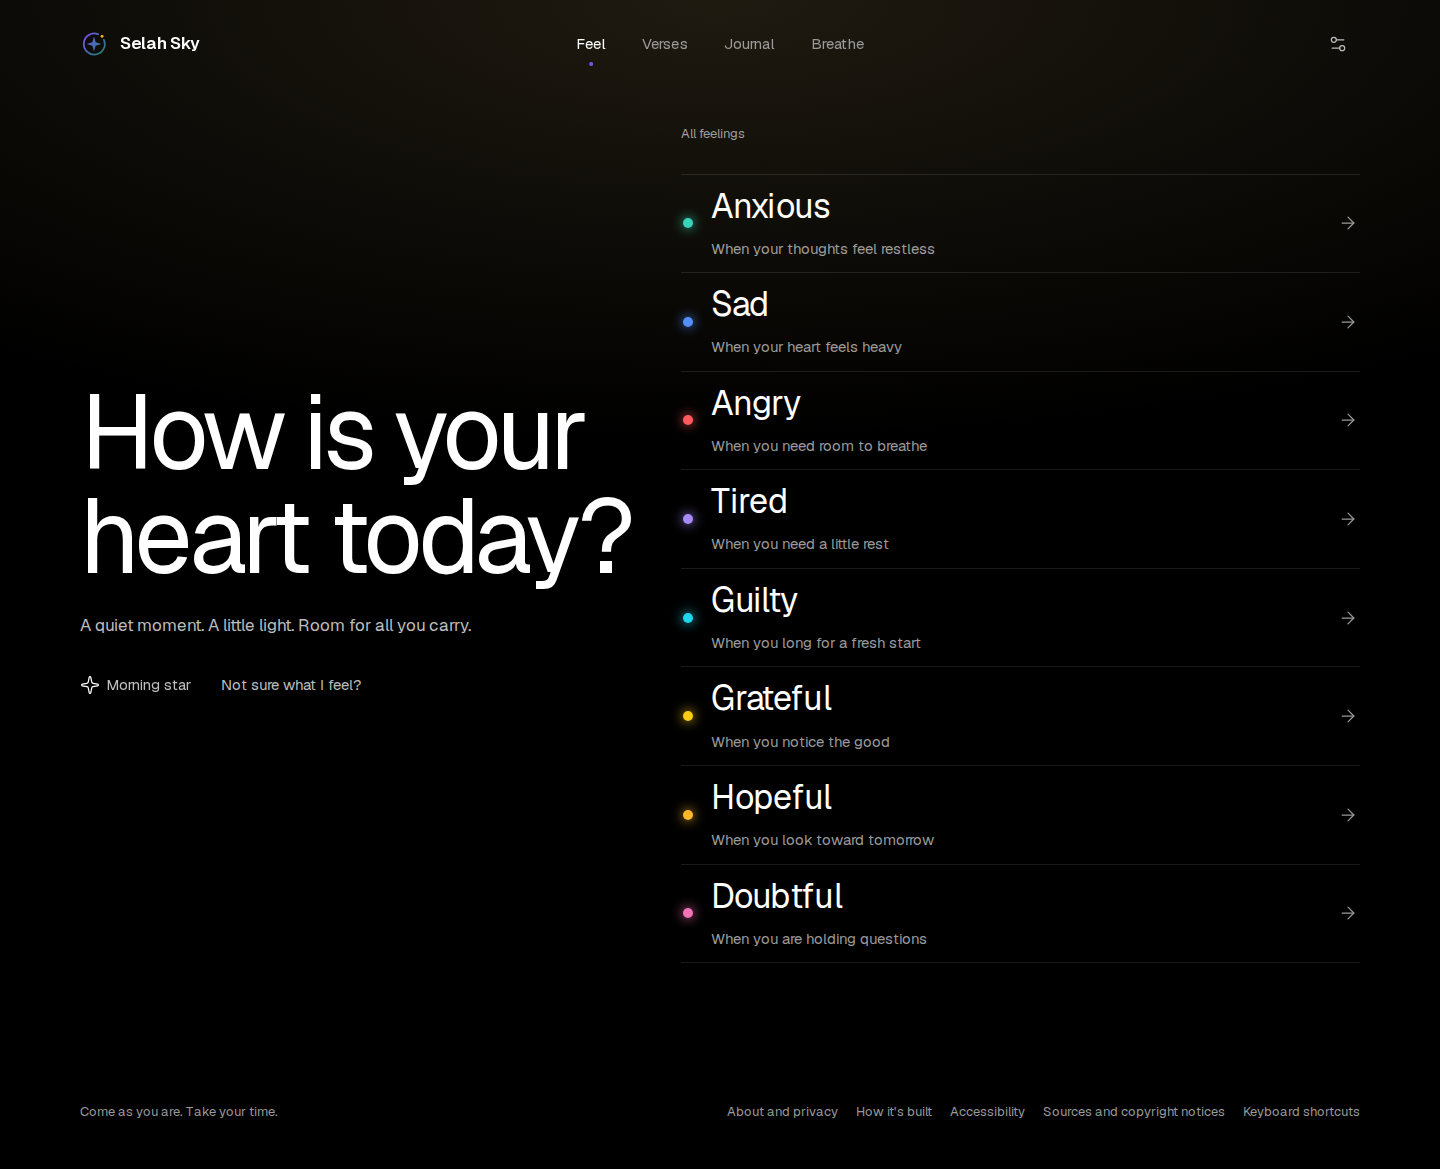 Selah Sky
Feel
Verses
Journal
Breathe
How is your
heart today?
A quiet moment. A little light. Room for all you carry.
Morning star
Not sure what I feel?
All feelings
Anxious
When your thoughts feel restless
Sad
When your heart feels heavy
Angry
When you need room to breathe
Tired
When you need a little rest
Guilty
When you long for a fresh start
Grateful
When you notice the good
Hopeful
When you look toward tomorrow
Doubtful
When you are holding questions
Come as you are. Take your time.
About and privacy
How it's built
Accessibility
Sources and copyright notices
Keyboard shortcuts